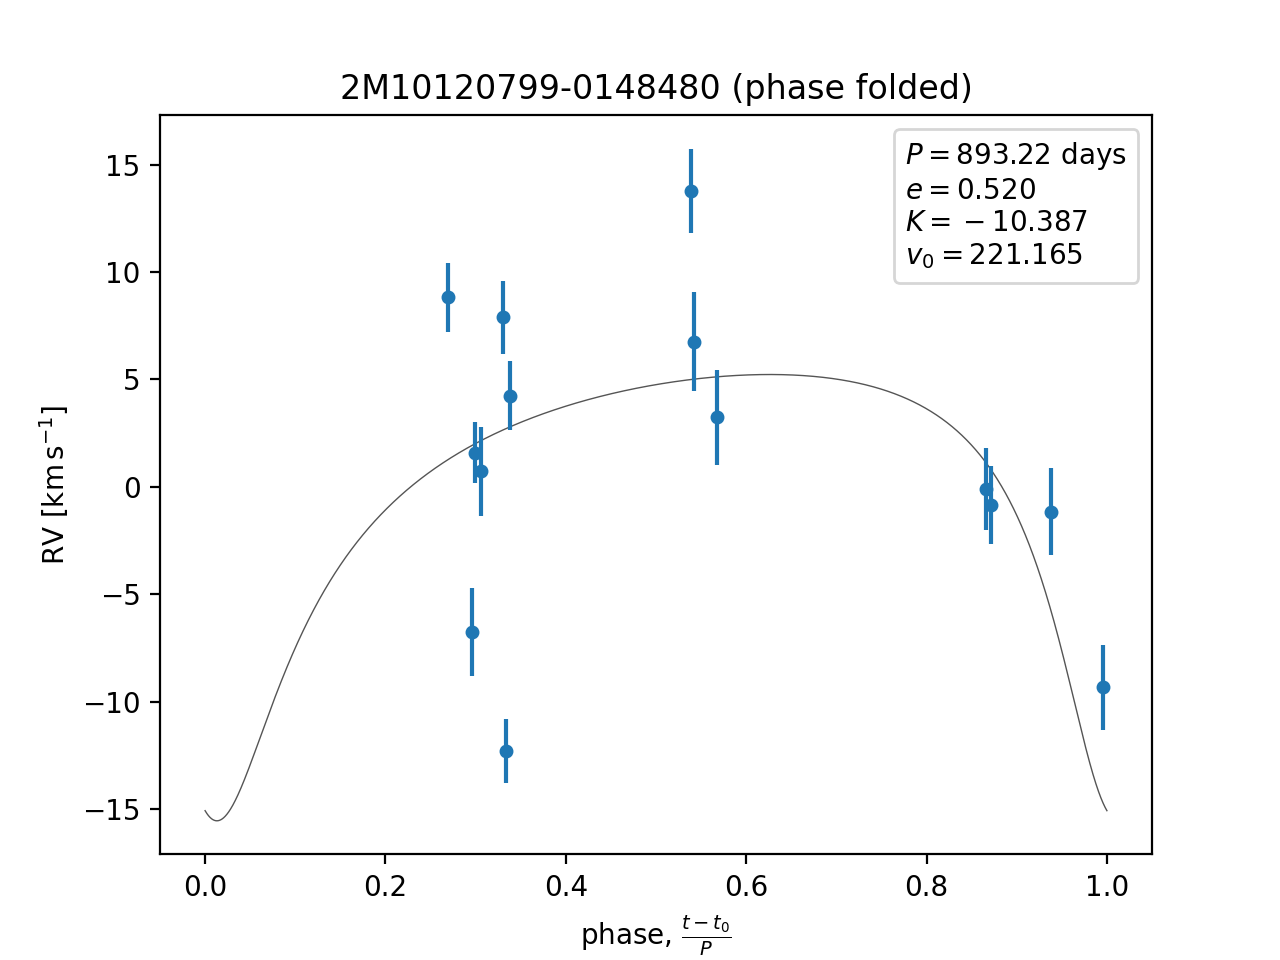 2M10120799-0148480 (phase folded)
P = 893.22 days
e = 0.520
K = −10.387
v₀ = 221.165
15
10
5
0
−5
−10
−15
RV [km s⁻¹]
0.0 0.2 0.4 0.6 0.8 1.0
phase, (t − t₀)/P